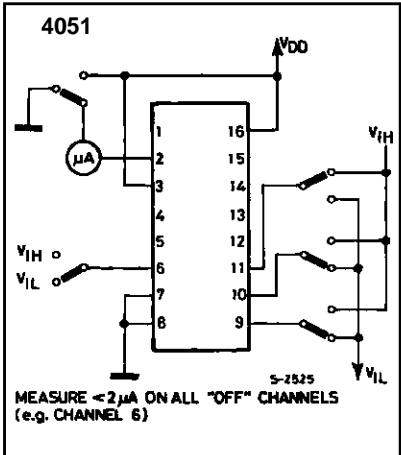 4051
VDD
1 16
μA 2 15
3 14
4 13
5 12
VIH
VIH
VIL
6 11
7 10
8 9
S-2525
VIL
MEASURE <2μA ON ALL "OFF" CHANNELS
(e.g. CHANNEL 6)